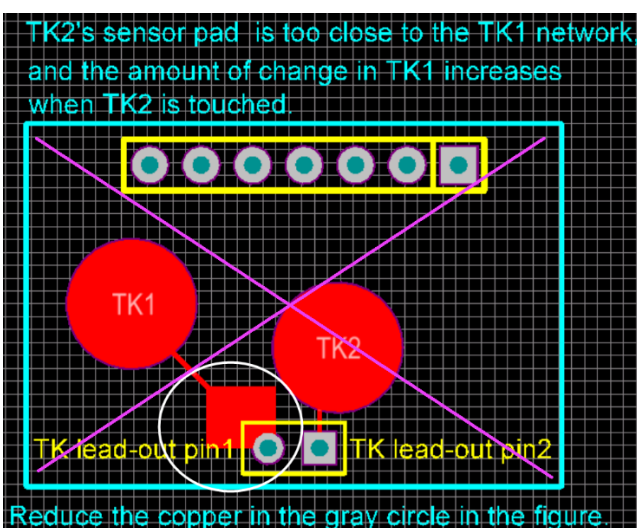 TK2's sensor pad is too close to the TK1 network,
and the amount of change in TK1 increases
when TK2 is touched.
TK1
TK2
TK lead-out pin1
TK lead-out pin2
Reduce the copper in the gray circle in the figure.